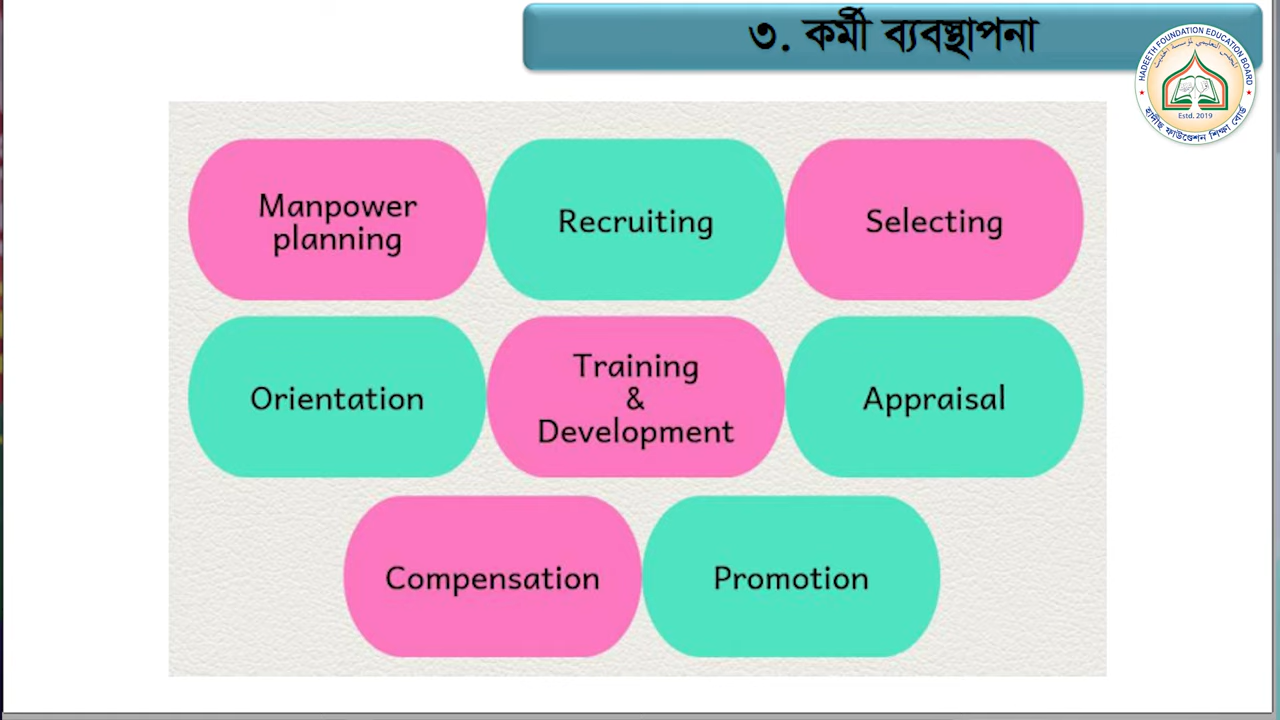 ৩. কর্মী ব্যবস্থাপনা
HADEETH FOUNDATION EDUCATION BOARD
Estd. 2019
হাদীছ ফাউণ্ডেশন শিক্ষা বোর্ড
Manpower
planning
Recruiting
Selecting
Orientation
Training
&
Development
Appraisal
Compensation
Promotion